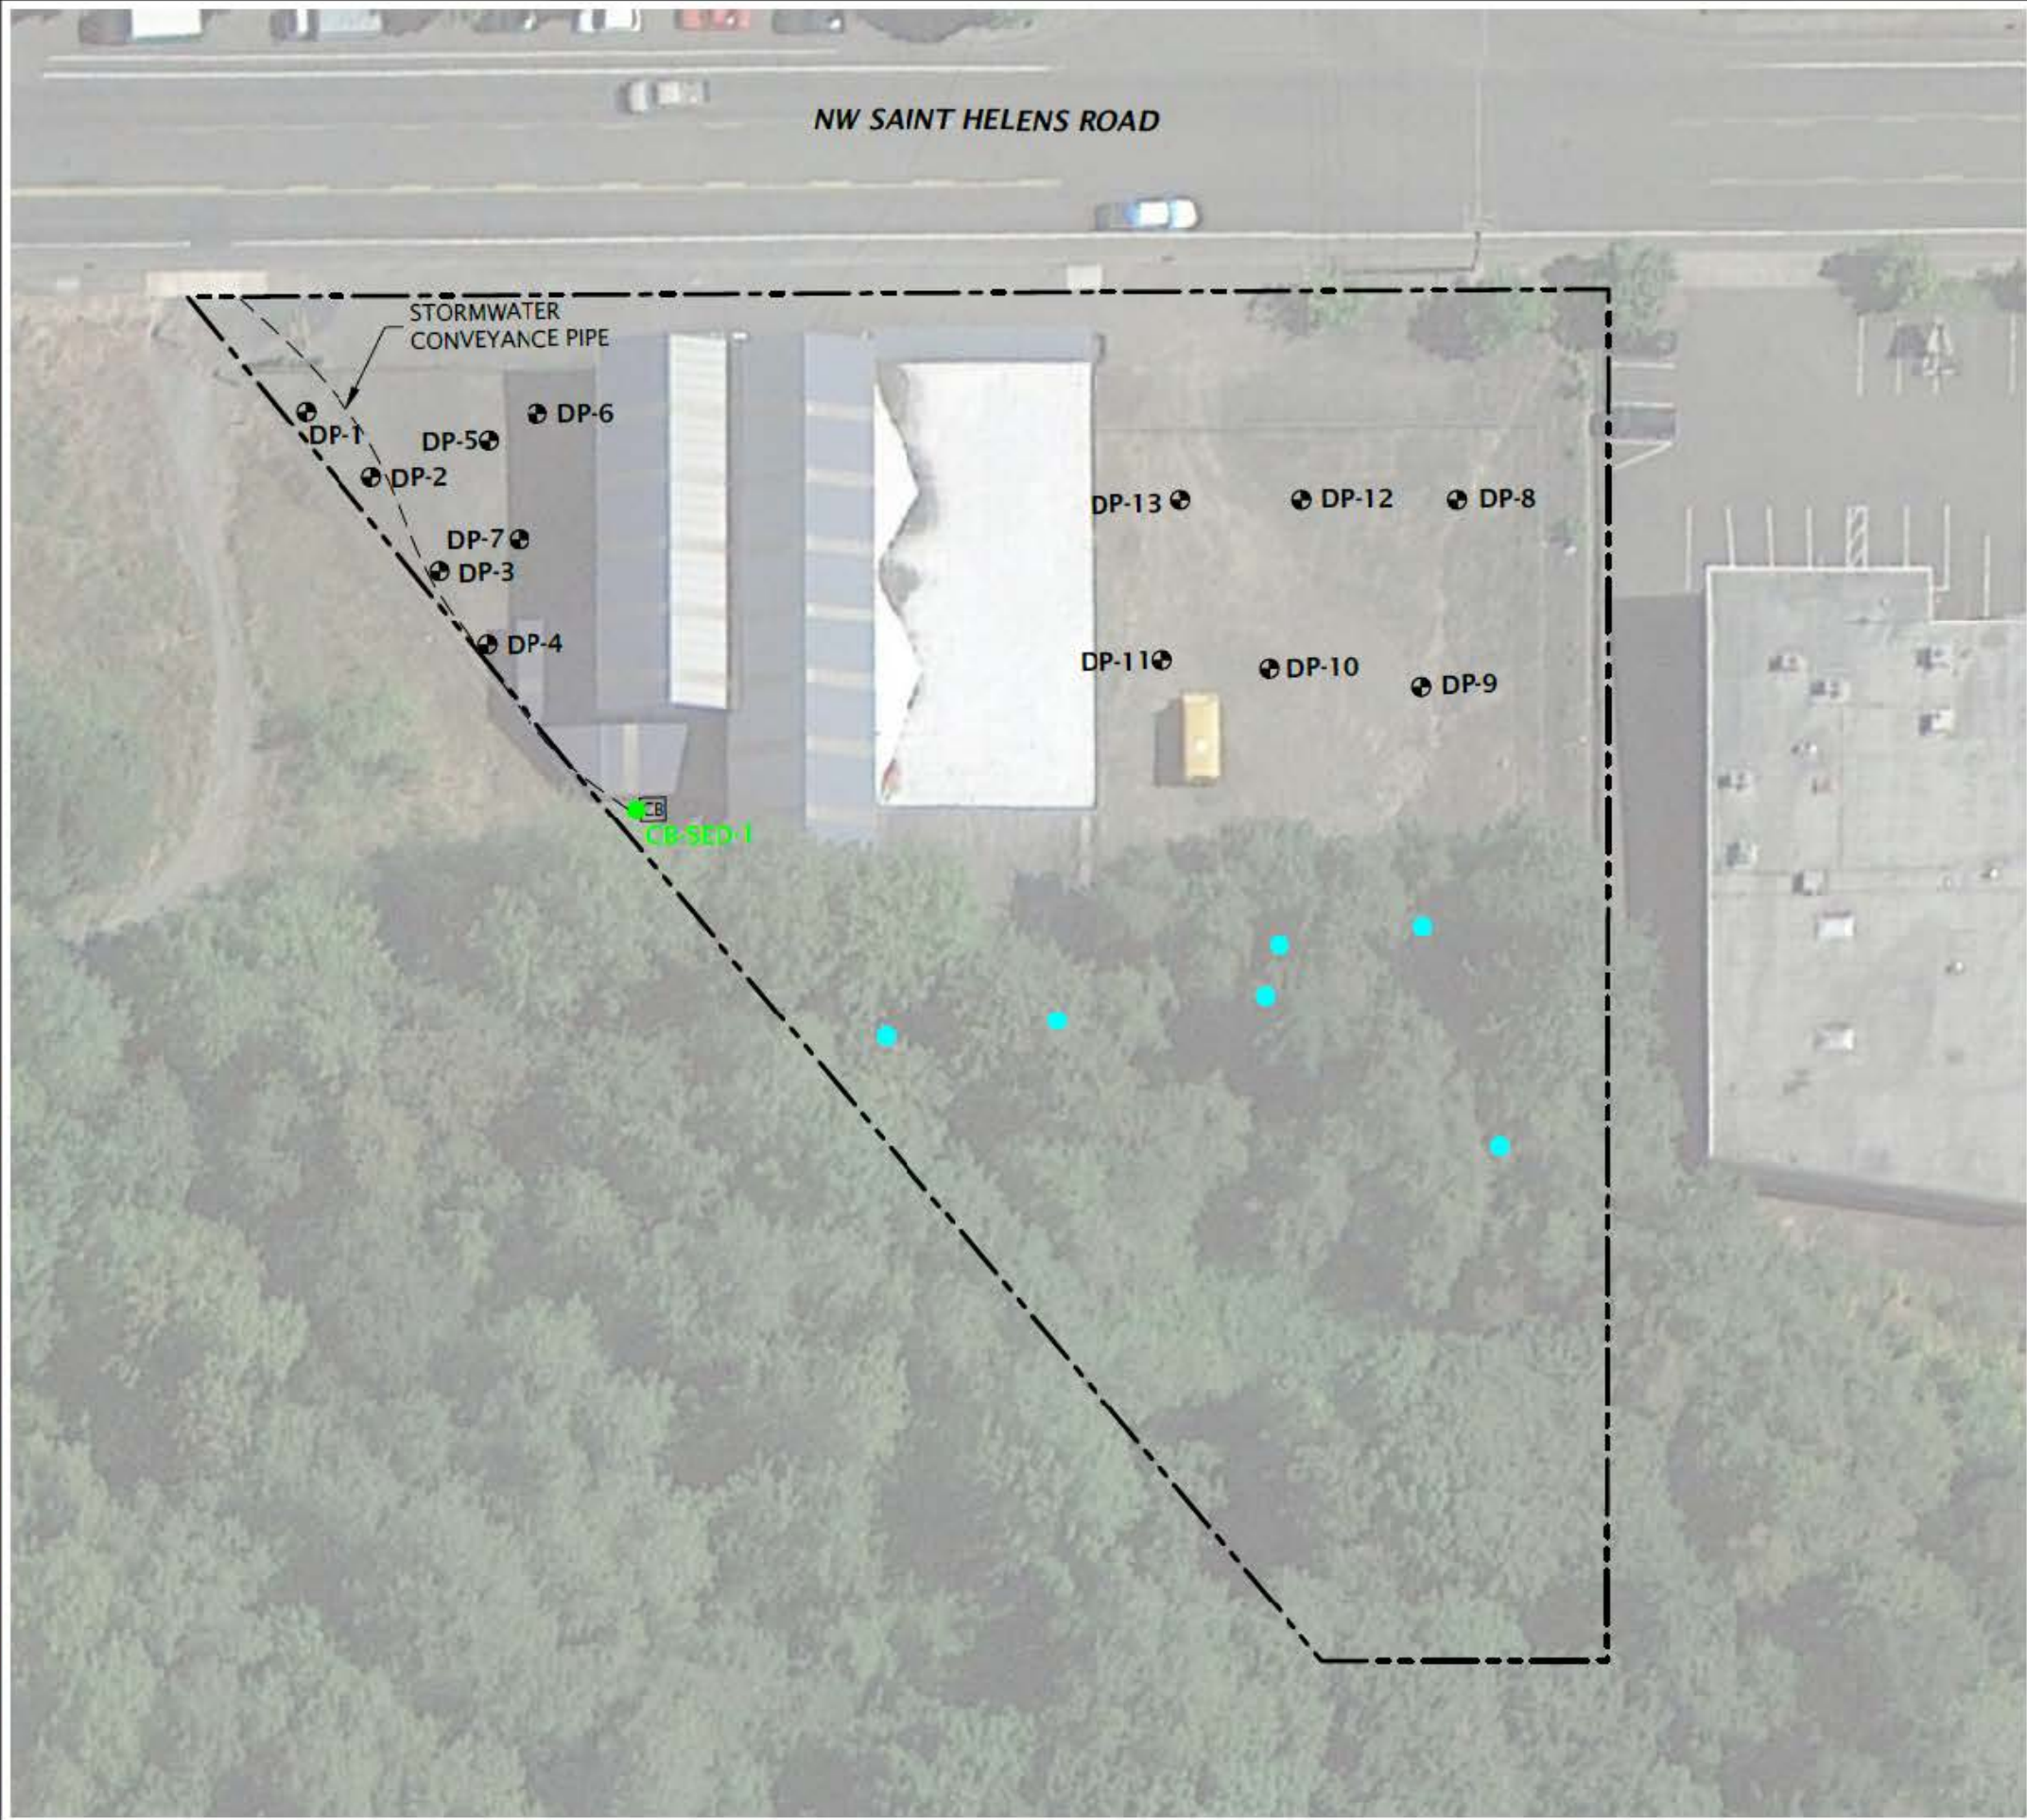 NW SAINT HELENS ROAD
STORMWATER
CONVEYANCE PIPE
DP-1
DP-5
DP-6
DP-2
DP-7
DP-3
DP-4
DP-13
DP-12
DP-8
DP-11
DP-10
DP-9
CB
CB-SED-1